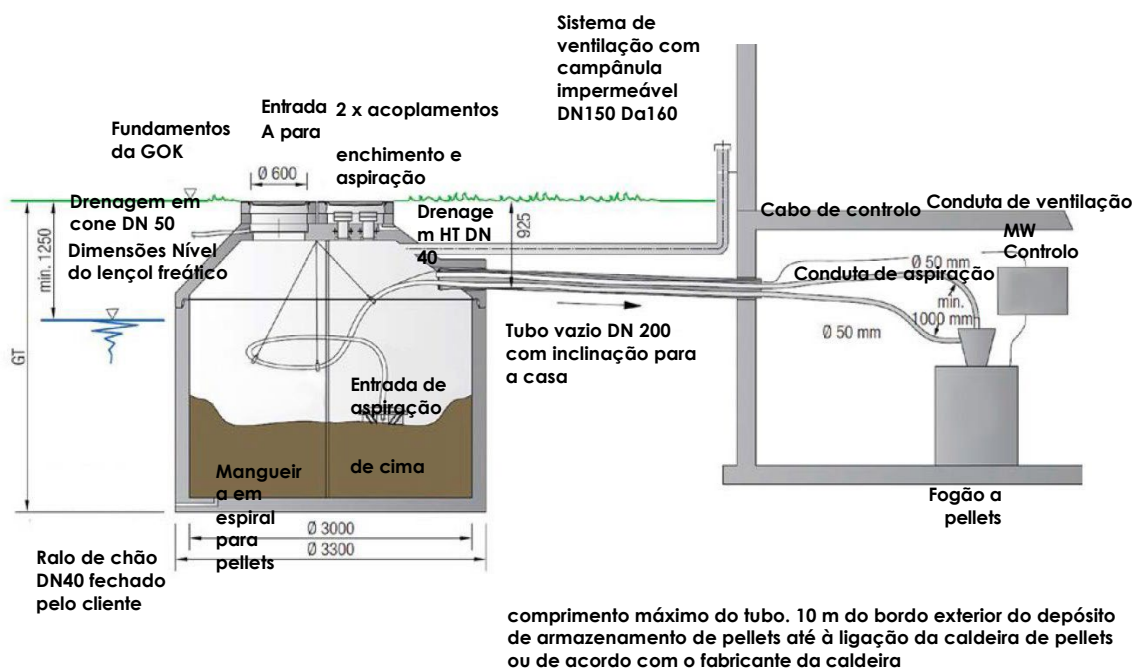 Sistema de
ventilação com
campânula
impermeável
DN150 Da160
Entrada
A para
2 x acoplamentos
enchimento e
aspiração
Fundamentos
da GOK
Ø 600
Drenagem em
cone DN 50
Dimensões Nível
do lençol freático
min. 1250
GT
Drenage
m HT DN
40
925
Cabo de controlo
Conduta de ventilação
MW
Controlo
Conduta de aspiração
Ø 50 mm
min.
1000 mm
Ø 50 mm
Tubo vazio DN 200
com inclinação para
a casa
Entrada de
aspiração
de cima
Mangueir
a em
espiral
para
pellets
Ø 3000
Ø 3300
Fogão a
pellets
Ralo de chão
DN40 fechado
pelo cliente
comprimento máximo do tubo. 10 m do bordo exterior do depósito
de armazenamento de pellets até à ligação da caldeira de pellets
ou de acordo com o fabricante da caldeira